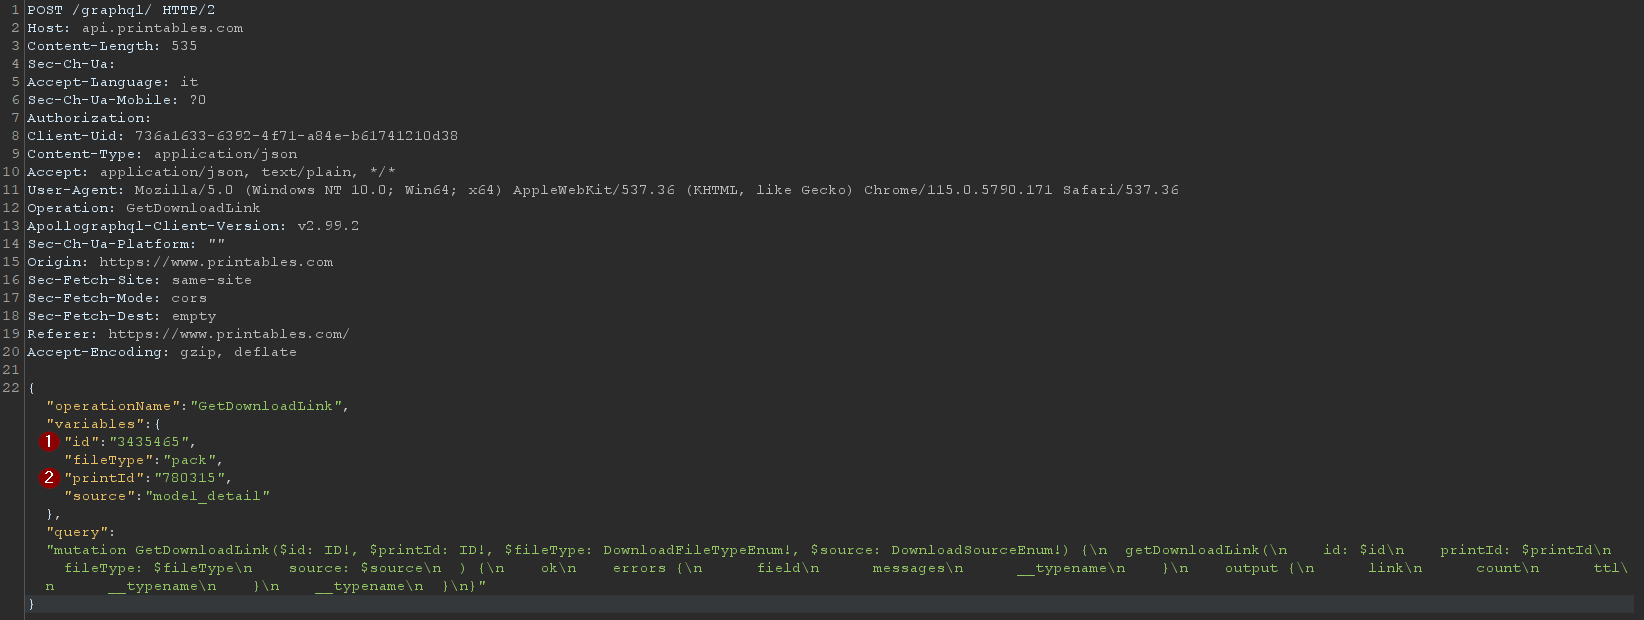 1 POST /graphql/ HTTP/2
2 Host: api.printables.com
3 Content-Length: 535
4 Sec-Ch-Ua:
5 Accept-Language: it
6 Sec-Ch-Ua-Mobile: ?0
7 Authorization:
8 Client-Uid: 736a1633-6392-4f71-a84e-b61741210d38
9 Content-Type: application/json
10 Accept: application/json, text/plain, */*
11 User-Agent: Mozilla/5.0 (Windows NT 10.0; Win64; x64) AppleWebKit/537.36 (KHTML, like Gecko) Chrome/115.0.5790.171 Safari/537.36
12 Operation: GetDownloadLink
13 Apollographql-Client-Version: v2.99.2
14 Sec-Ch-Ua-Platform: ""
15 Origin: https://www.printables.com
16 Sec-Fetch-Site: same-site
17 Sec-Fetch-Mode: cors
18 Sec-Fetch-Dest: empty
19 Referer: https://www.printables.com/
20 Accept-Encoding: gzip, deflate
21
22 {
"operationName":"GetDownloadLink",
"variables":{
1 "id":"3435465",
"fileType":"pack",
2 "printId":"780315",
"source":"model_detail"
},
"query":
"mutation GetDownloadLink($id: ID!, $printId: ID!, $fileType: DownloadFileTypeEnum!, $source: DownloadSourceEnum!) {\n  getDownloadLink(\n    id: $id\n    printId: $printId\n
fileType: $fileType\n    source: $source\n  ) {\n    ok\n    errors {\n      field\n      messages\n      __typename\n    }\n    output {\n      link\n      count\n      ttl\
n      __typename\n    }\n    __typename\n  }\n}"
}